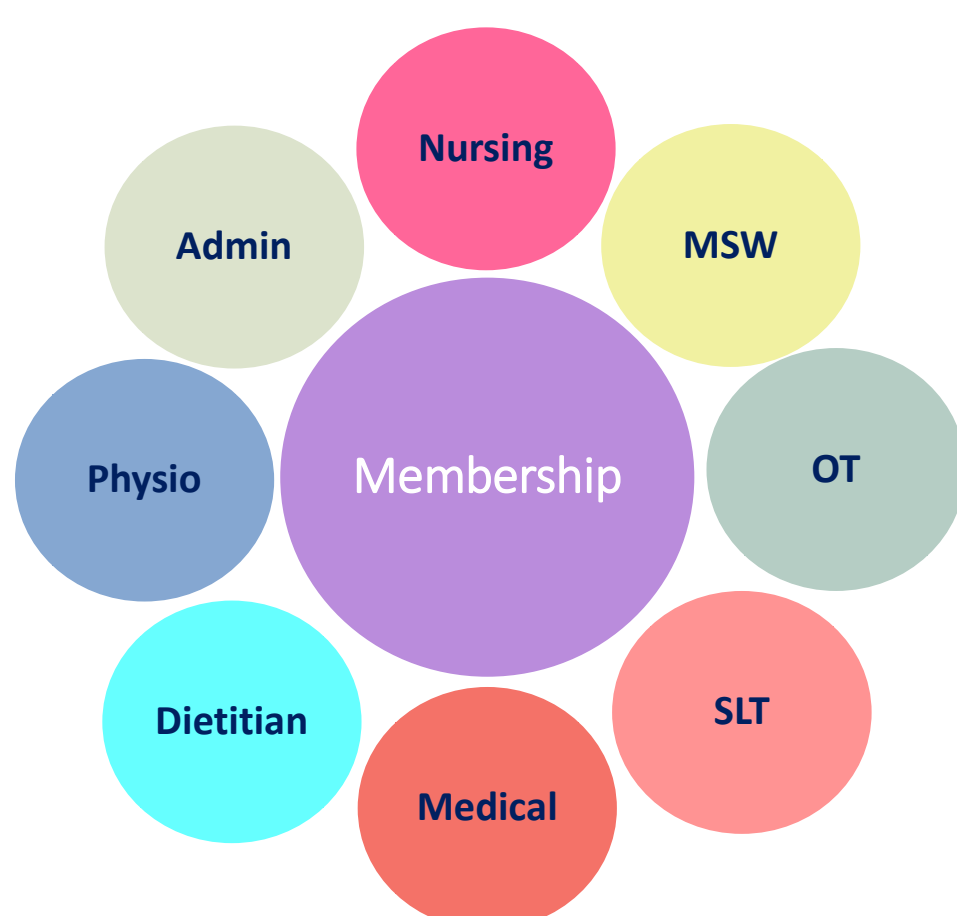 Nursing
MSW
Admin
OT
Membership
Physio
SLT
Dietitian
Medical